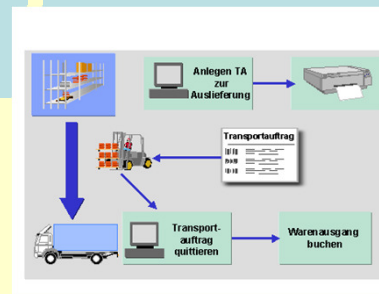 Anlegen TA
zur
Auslieferung
Transportauftrag
Transport-
auftrag
quittieren
Warenausgang
buchen